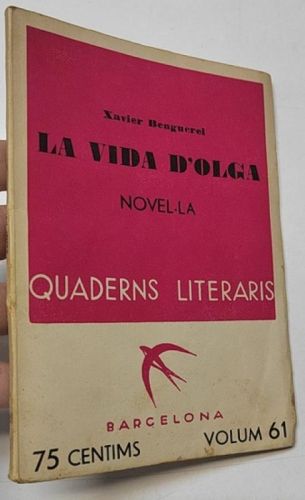 Xavier Benguerel
LA VIDA D'OLGA
NOVEL·LA
QUADERNS LITERARIS
BARCELONA
75 CENTIMS VOLUM 61